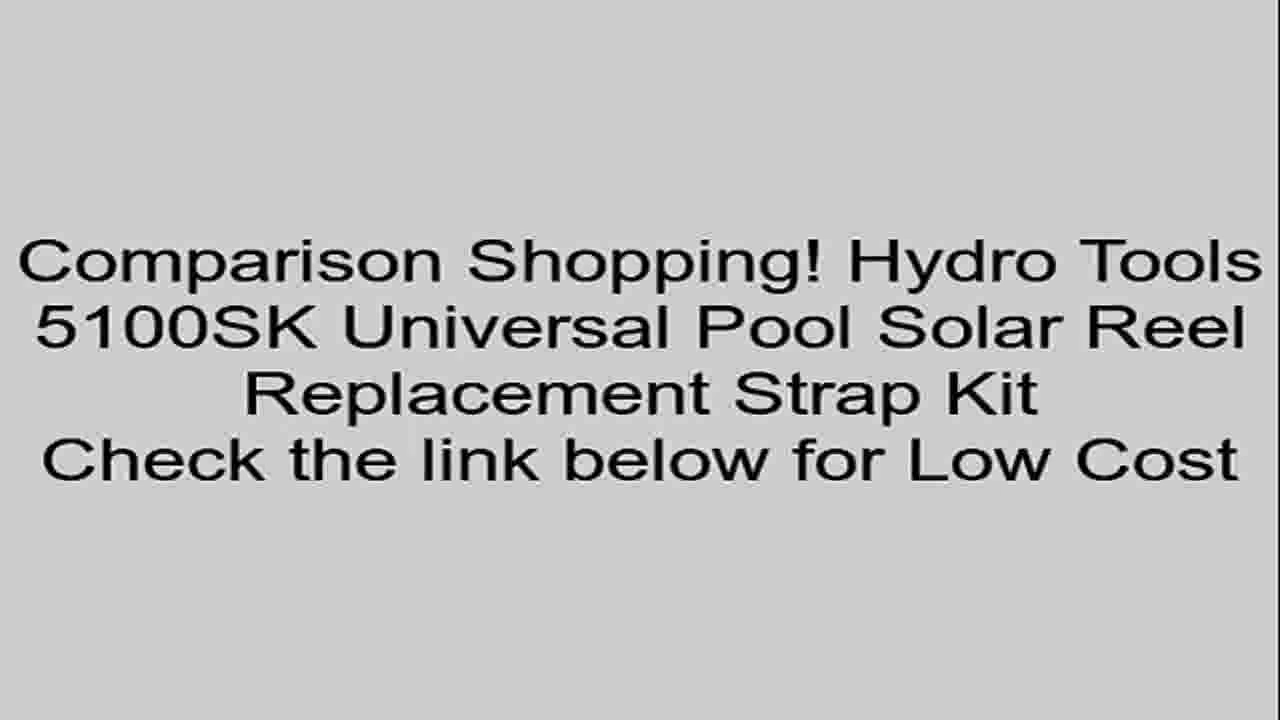 Comparison Shopping! Hydro Tools
5100SK Universal Pool Solar Reel
Replacement Strap Kit
Check the link below for Low Cost